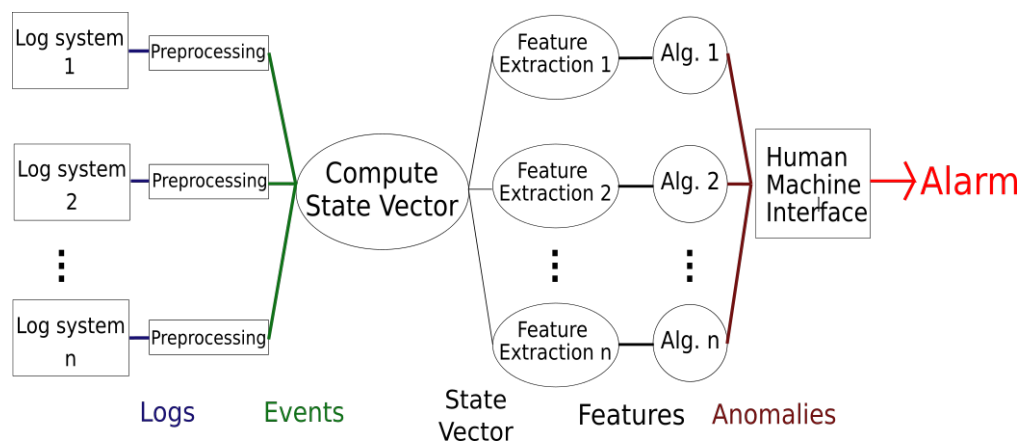 Log system
1
Preprocessing
Feature
Extraction 1
Alg. 1
Log system
2
Preprocessing
Compute
State Vector
Feature
Extraction 2
Alg. 2
Human
Machine
Interface
Alarm
Log system
n
Preprocessing
Feature
Extraction n
Alg. n
Logs
Events
State
Vector
Features
Anomalies